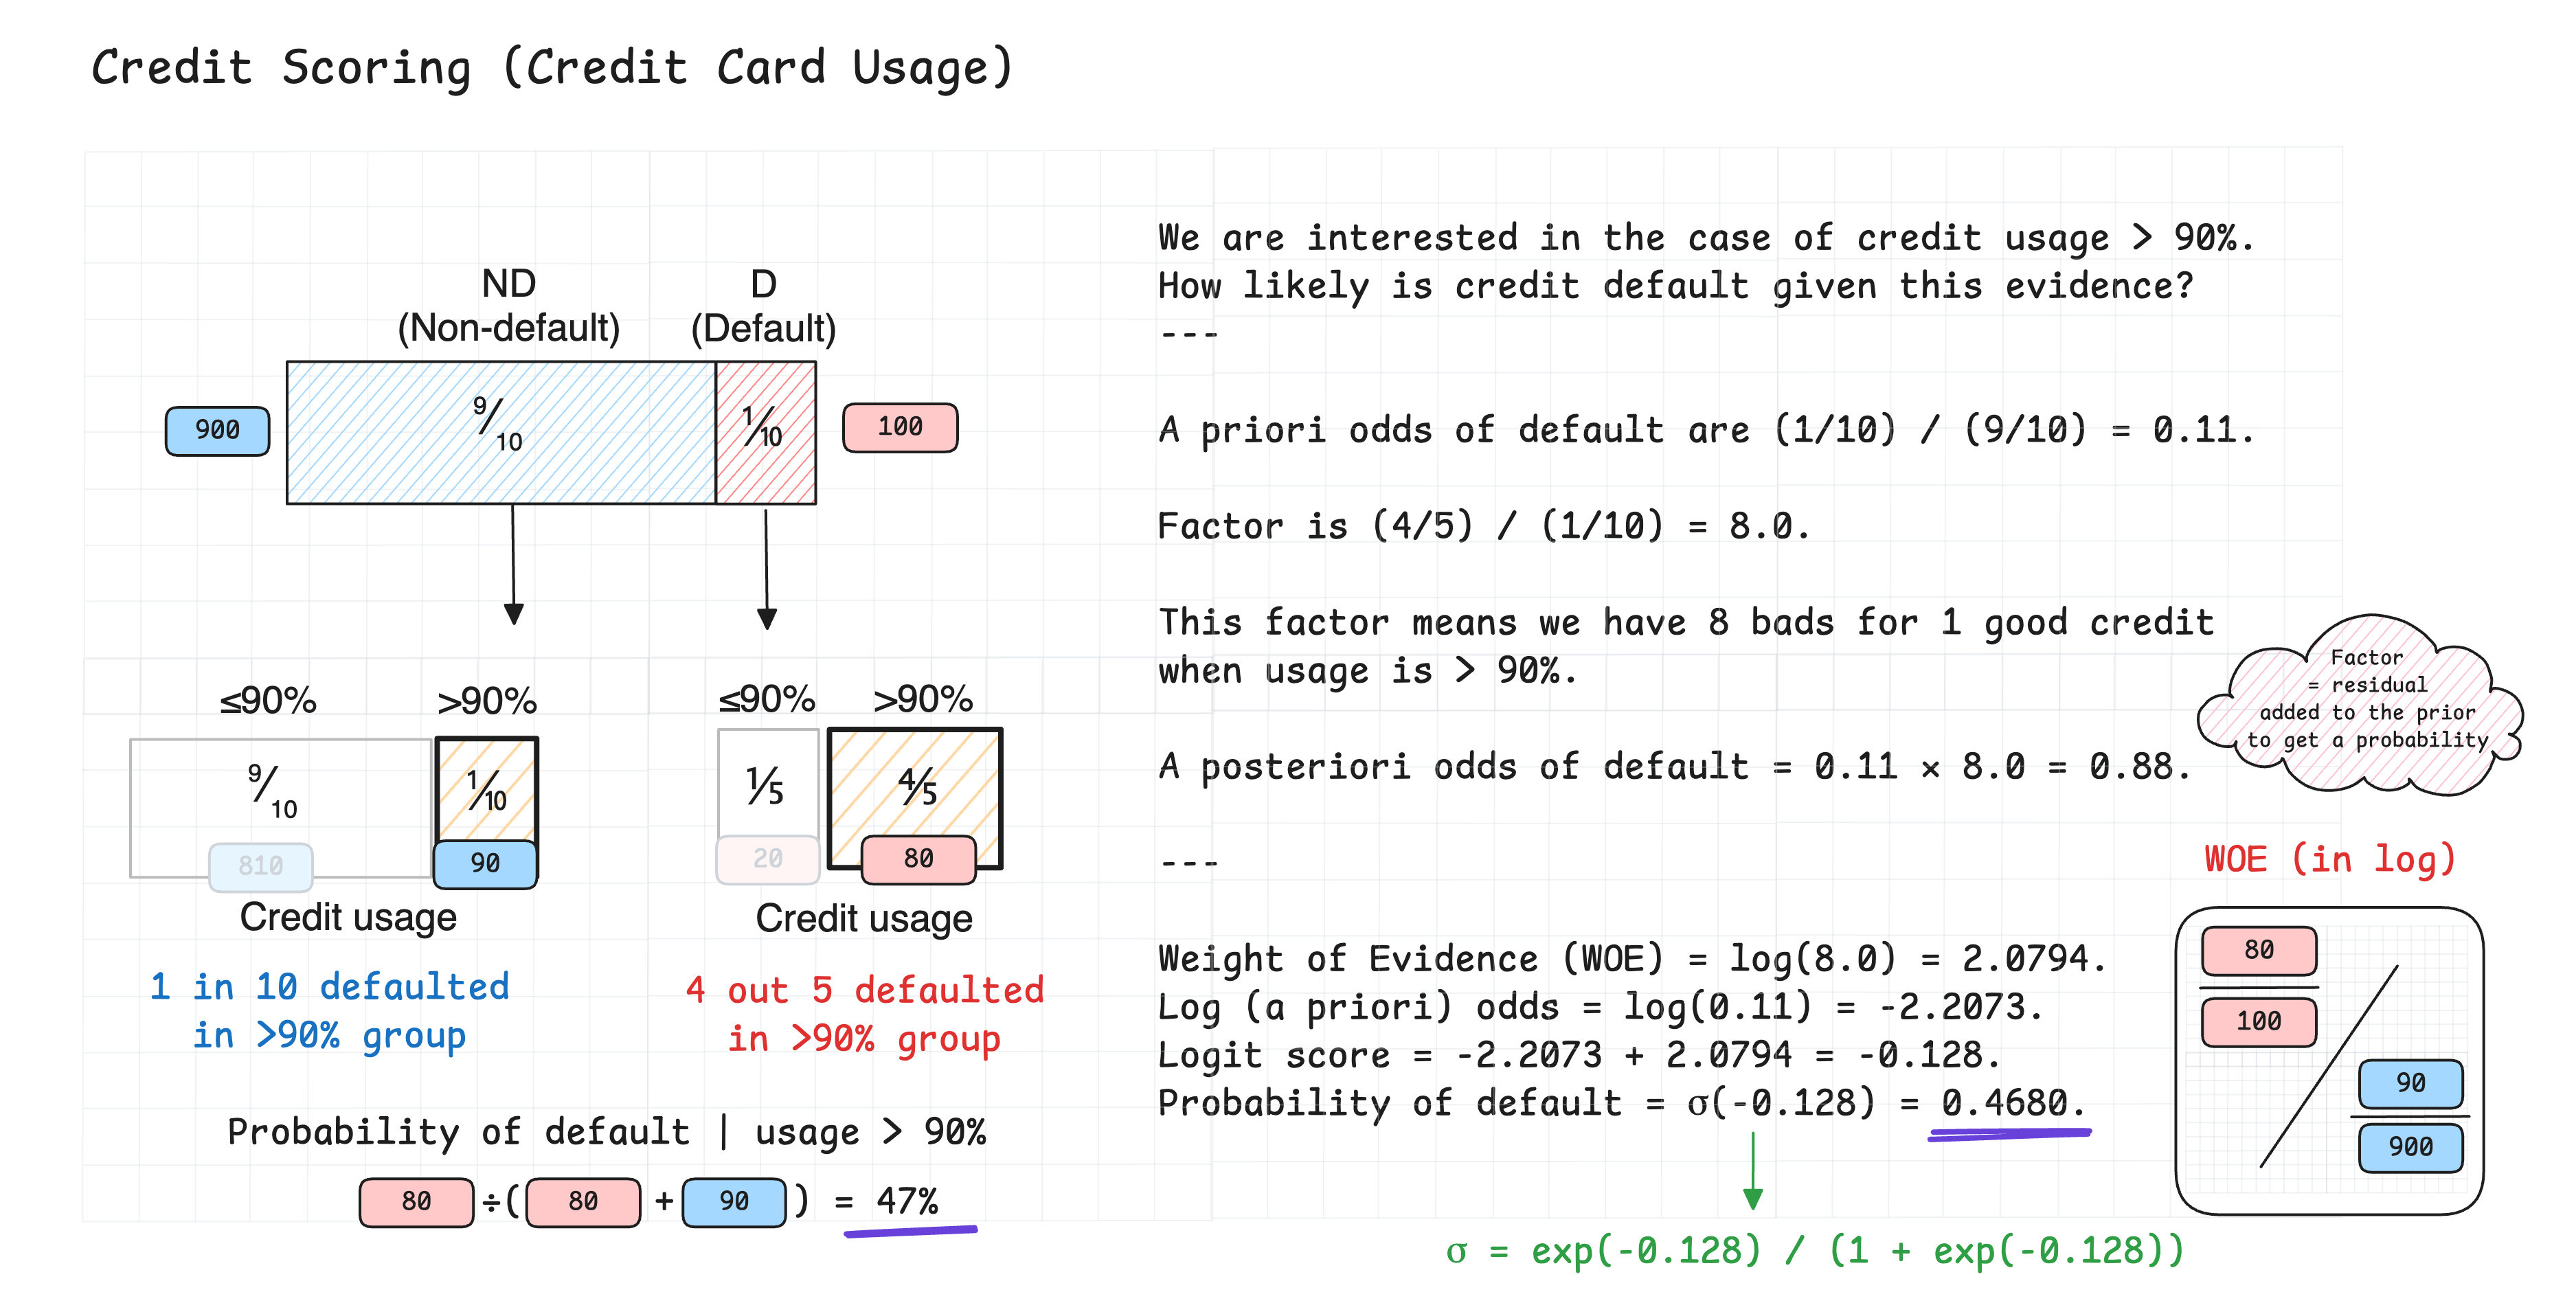 Credit Scoring (Credit Card Usage)
ND
(Non-default)
D
(Default)
900
9/10
1/10
100
≤90%
>90%
9/10
1/10
810
90
Credit usage
1 in 10 defaulted
in >90% group
≤90%
>90%
1/5
4/5
20
80
Credit usage
4 out 5 defaulted
in >90% group
Probability of default | usage > 90%
80 ÷( 80 + 90 ) = 47%
We are interested in the case of credit usage > 90%.
How likely is credit default given this evidence?
---
A priori odds of default are (1/10) / (9/10) = 0.11.
Factor is (4/5) / (1/10) = 8.0.
This factor means we have 8 bads for 1 good credit
when usage is > 90%.
A posteriori odds of default = 0.11 × 8.0 = 0.88.
---
Weight of Evidence (WOE) = log(8.0) = 2.0794.
Log (a priori) odds = log(0.11) = -2.2073.
Logit score = -2.2073 + 2.0794 = -0.128.
Probability of default = σ(-0.128) = 0.4680.
σ = exp(-0.128) / (1 + exp(-0.128))
Factor
= residual
added to the prior
to get a probability
WOE (in log)
80
100
90
900